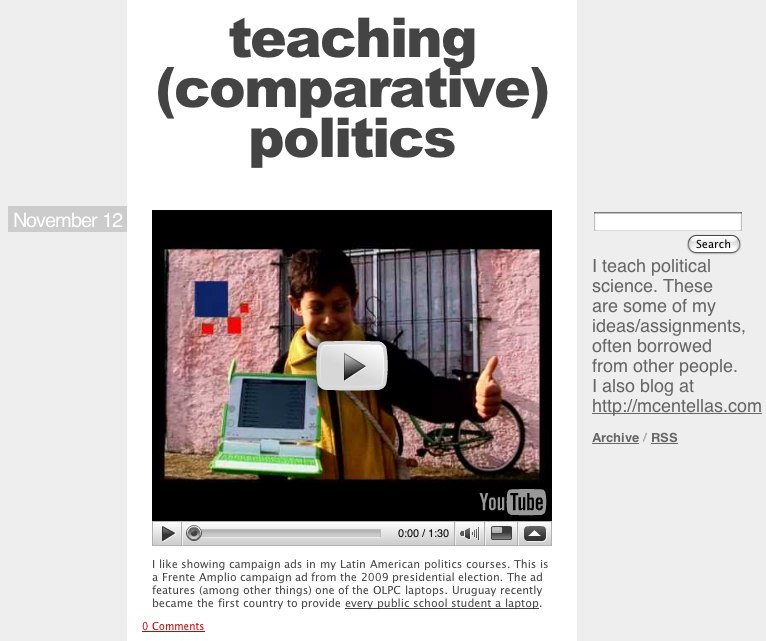 teaching
(comparative)
politics
November 12
YouTube
0:00 / 1:30
I like showing campaign ads in my Latin American politics courses. This is
a Frente Amplio campaign ad from the 2009 presidential election. The ad
features (among other things) one of the OLPC laptops. Uruguay recently
became the first country to provide every public school student a laptop.
0 Comments
Search
I teach political
science. These
are some of my
ideas/assignments,
often borrowed
from other people.
I also blog at
http://mcentellas.com
Archive / RSS